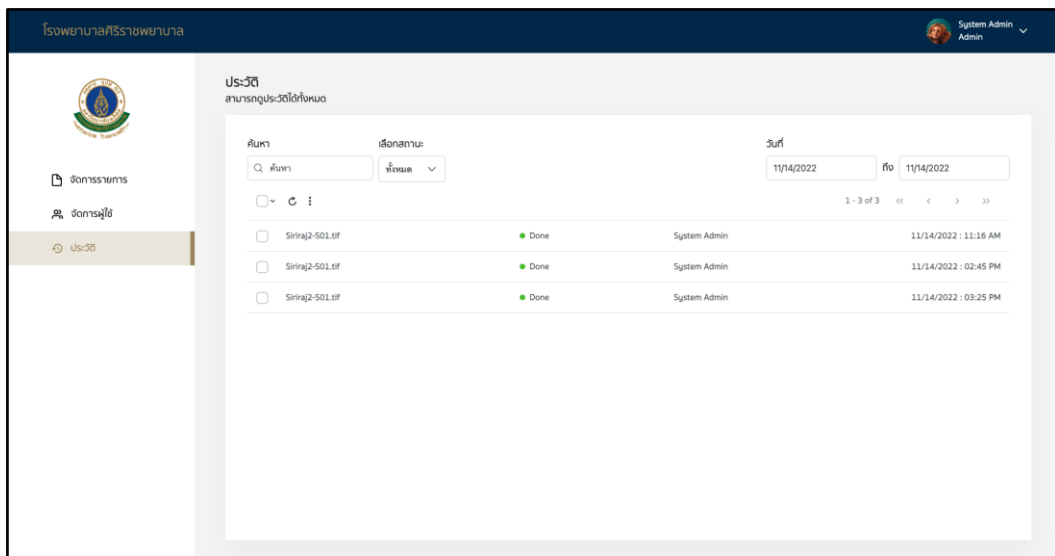 โรงพยาบาลศิริราชพยาบาล
System Admin
Admin
จัดการรายการ
จัดการผู้ใช้
ประวัติ
ประวัติ
สามารถดูประวัติได้ทั้งหมด
ค้นหา เลือกสถานะ วันที่
ค้นหา ทั้งหมด 11/14/2022 ถึง 11/14/2022
1 - 3 of 3 << < > >>
Siriraj2-S01.tif Done System Admin 11/14/2022 : 11:16 AM
Siriraj2-S01.tif Done System Admin 11/14/2022 : 02:45 PM
Siriraj2-S01.tif Done System Admin 11/14/2022 : 03:25 PM